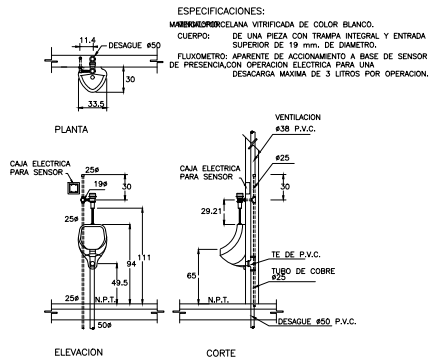 ESPECIFICACIONES:
PORCELANA VITRIFICADA DE COLOR BLANCO.
CUERPO: DE UNA PIEZA CON TRAMPA INTEGRAL Y ENTRADA
SUPERIOR DE 19 mm. DE DIAMETRO.
FLUXOMETRO: APARENTE DE ACCIONAMIENTO A BASE DE SENSOR
DE PRESENCIA,CON OPERACION ELECTRICA PARA UNA
DESCARGA MAXIMA DE 3 LITROS POR OPERACION.
11.4
DESAGUE ø50
30
33.5
PLANTA
VENTILACION
ø38 P.V.C.
CAJA ELECTRICA
PARA SENSOR
25ø
19ø
30
25ø
111
94
49.5
25ø
N.P.T.
50ø
ELEVACION
CAJA ELECTRICA
PARA SENSOR
ø25
30
29.21
65
TE DE P.V.C.
TUBO DE COBRE
ø25
N.P.T.
DESAGUE ø50 P.V.C.
CORTE